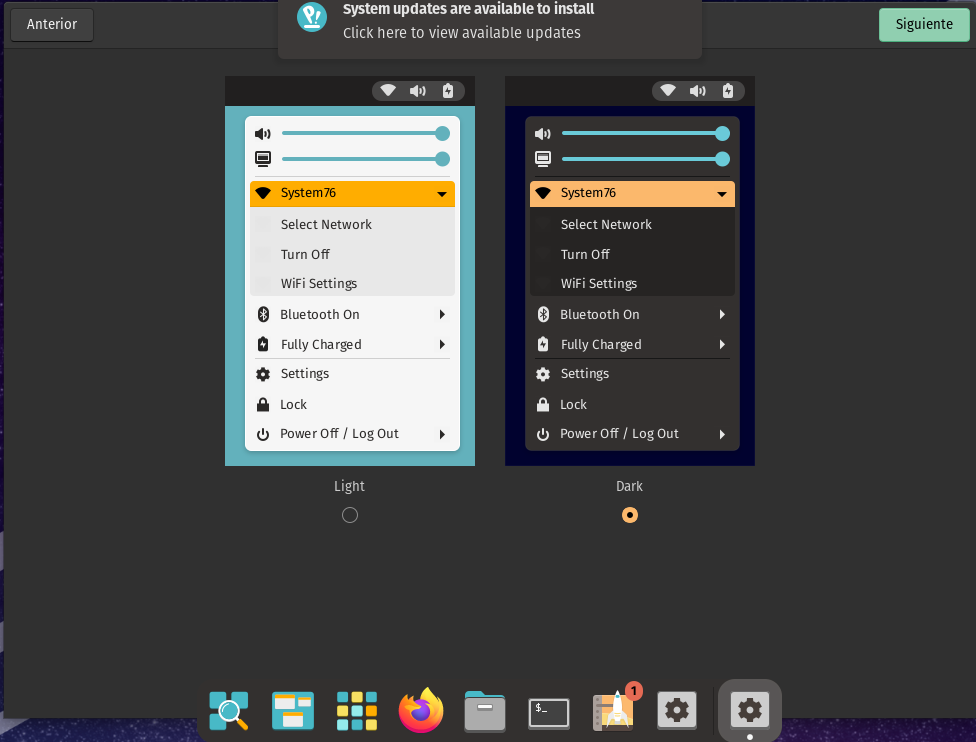 System updates are available to install
Anterior
Siguiente
Click here to view available updates
System76
Select Network
Turn Off
WiFi Settings
Bluetooth On
Fully Charged
Settings
Lock
Power Off / Log Out
Light
System76
Select Network
Turn Off
WiFi Settings
Bluetooth On
Fully Charged
Settings
Lock
Power Off / Log Out
Dark
$_
1